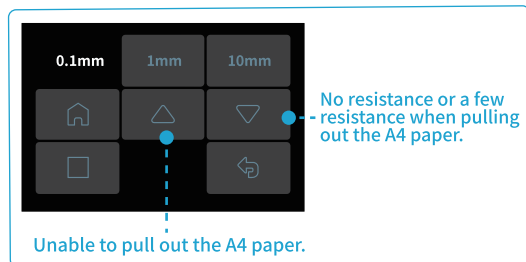 0.1mm 1mm 10mm
No resistance or a few
resistance when pulling
out the A4 paper.
Unable to pull out the A4 paper.